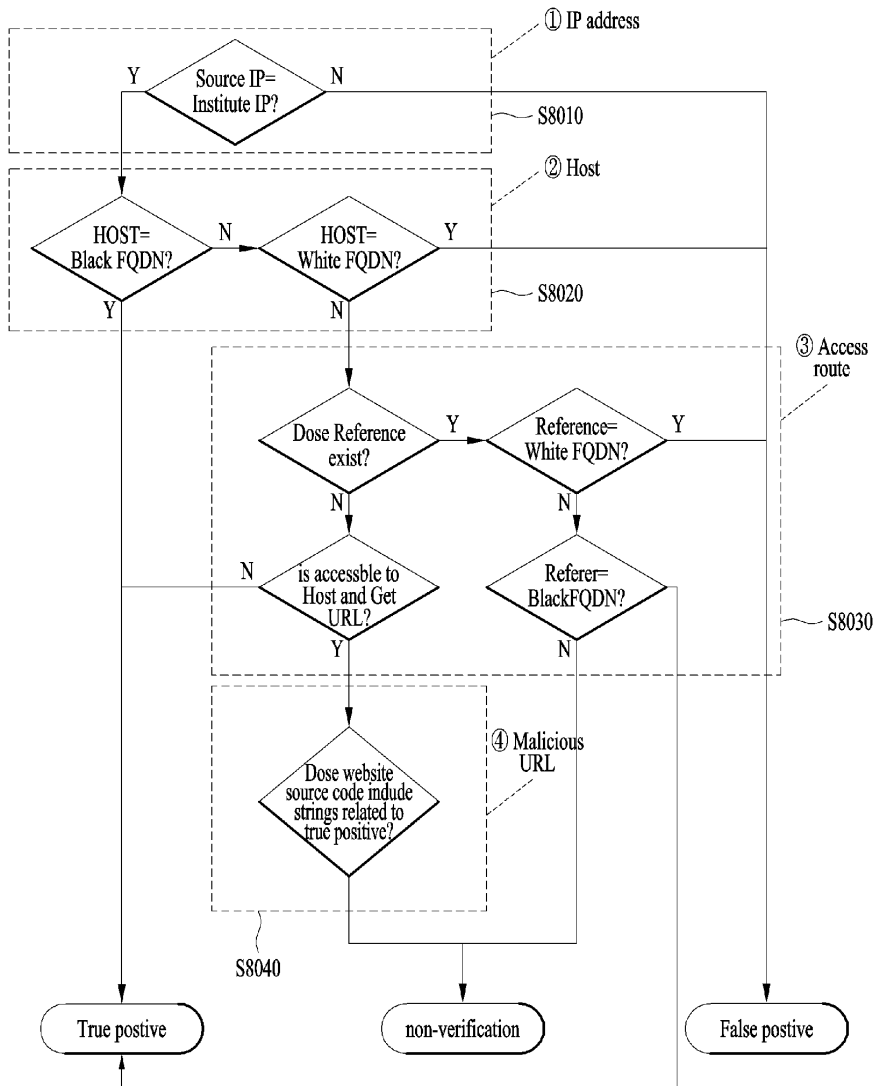 ① IP address
Y
Source IP=
Institute IP?
N
S8010
② Host
HOST=
Black FQDN?
N
HOST=
White FQDN?
Y
Y
N
S8020
③ Access
route
Dose Reference
exist?
Y
Reference=
White FQDN?
Y
N
N
N
is accessble to
Host and Get
URL?
Referer=
BlackFQDN?
Y
N
S8030
④ Malicious
URL
Dose website
source code indude
strings related to
true positive?
S8040
True postive
non-verification
False postive